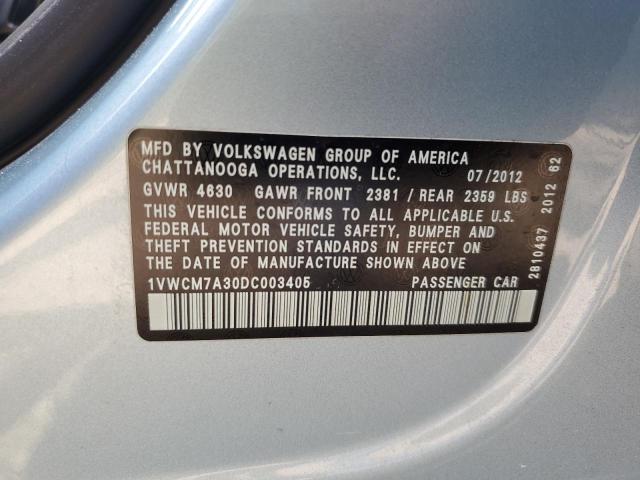 MFD BY VOLKSWAGEN GROUP OF AMERICA
CHATTANOOGA OPERATIONS, LLC. 07/2012
GVWR 4630 GAWR FRONT 2381 / REAR 2359 LBS
THIS VEHICLE CONFORMS TO ALL APPLICABLE U.S.
FEDERAL MOTOR VEHICLE SAFETY, BUMPER AND
THEFT PREVENTION STANDARDS IN EFFECT ON
THE DATE OF MANUFACTURE SHOWN ABOVE
1VWCM7A30DC003405 PASSENGER CAR
2810437 2012 62